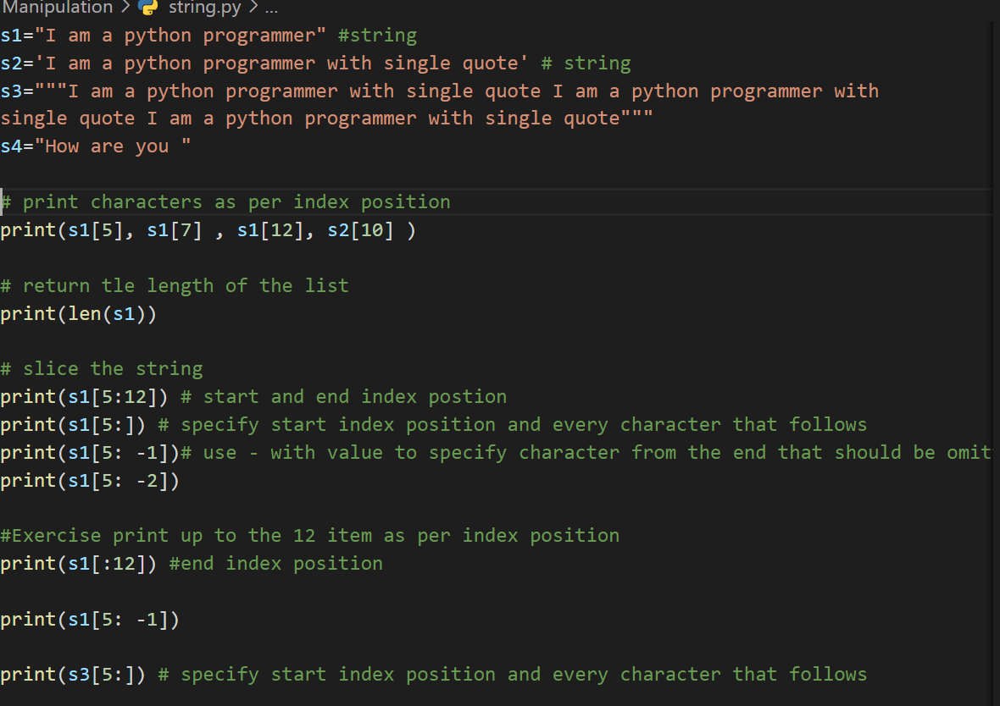 Manipulation > string.py > ...
s1="I am a python programmer" #string
s2='I am a python programmer with single quote' # string
s3="""I am a python programmer with single quote I am a python programmer with
single quote I am a python programmer with single quote"""
s4="How are you "
# print characters as per index position
print(s1[5], s1[7] , s1[12], s2[10] )
# return tle length of the list
print(len(s1))
# slice the string
print(s1[5:12]) # start and end index postion
print(s1[5:]) # specify start index position and every character that follows
print(s1[5: -1])# use - with value to specify character from the end that should be omit
print(s1[5: -2])
#Exercise print up to the 12 item as per index position
print(s1[:12]) #end index position
print(s1[5: -1])
print(s3[5:]) # specify start index position and every character that follows